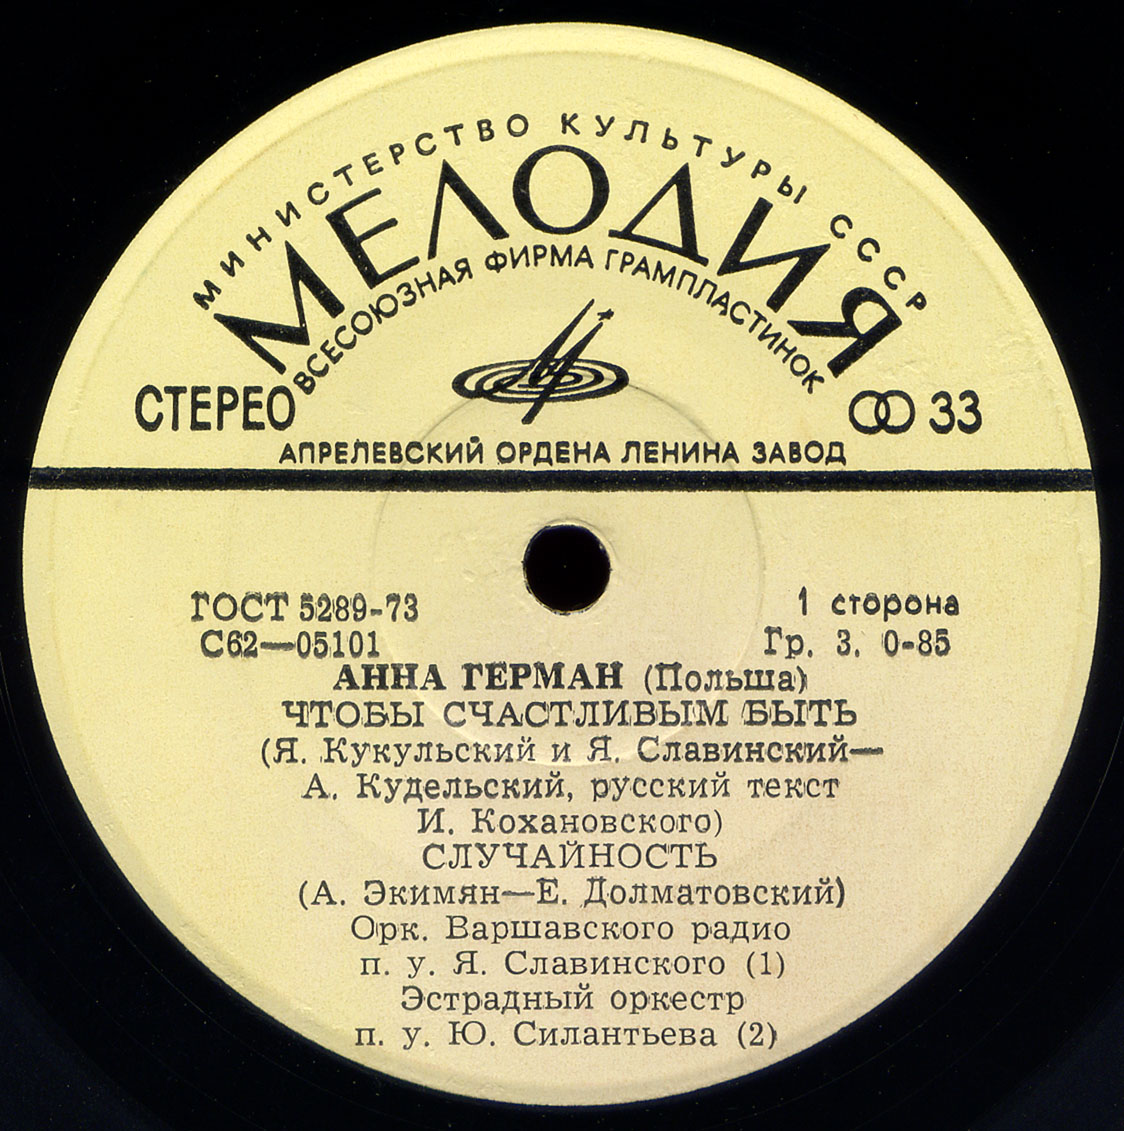 МИНИСТЕРСТВО КУЛЬТУРЫ СССР
МЕЛОДИЯ
ВСЕСОЮЗНАЯ ФИРМА ГРАМПЛАСТИНОК
СТЕРЕО
33
АПРЕЛЕВСКИЙ ОРДЕНА ЛЕНИНА ЗАВОД
ГОСТ 5289-73
1 сторона
С62—05101
Гр. 3. 0-85
АННА ГЕРМАН (Польша)
ЧТОБЫ СЧАСТЛИВЫМ БЫТЬ
(Я. Кукульский и Я. Славинский—
А. Кудельский, русский текст
И. Кохановского)
СЛУЧАЙНОСТЬ
(А. Экимян—Е. Долматовский)
Орк. Варшавского радио
п. у. Я. Славинского (1)
Эстрадный оркестр
п. у. Ю. Силантьева (2)